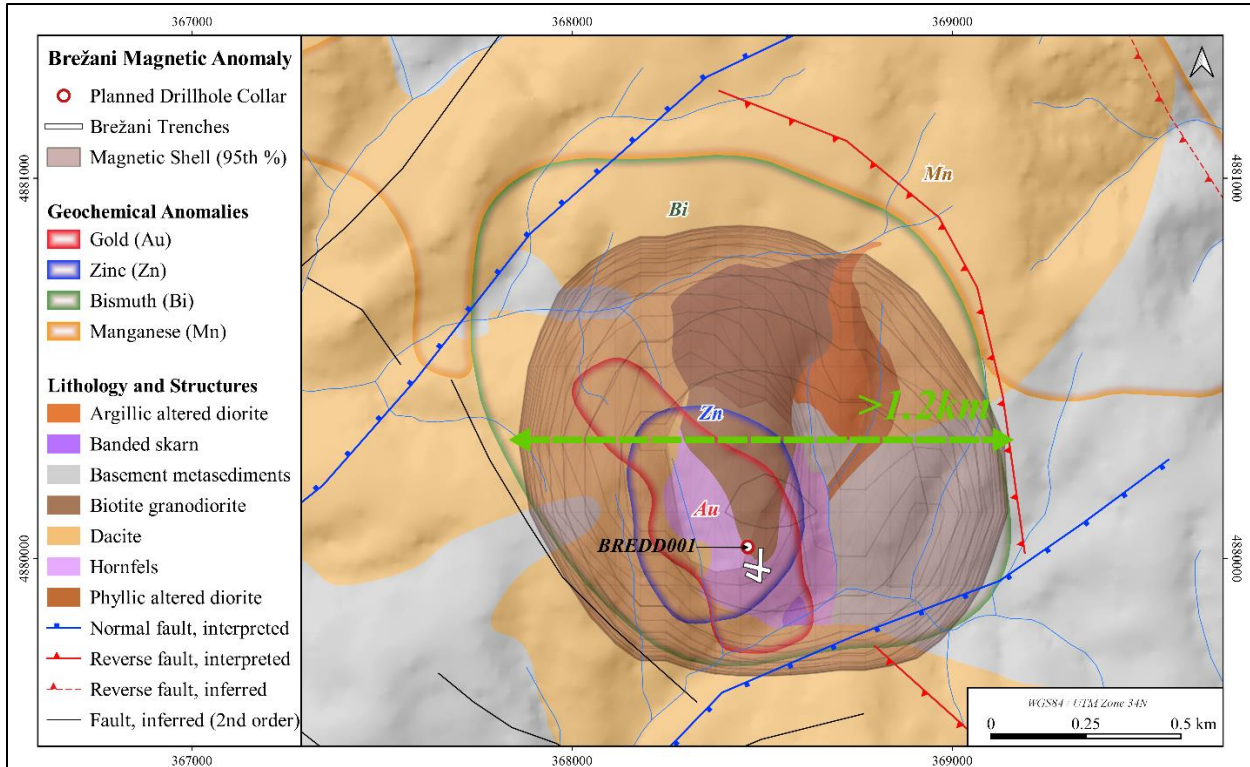 367000
368000
369000
Brežani Magnetic Anomaly
Planned Drillhole Collar
Brežani Trenches
Magnetic Shell (95th %)
Geochemical Anomalies
Gold (Au)
Zinc (Zn)
Bismuth (Bi)
Manganese (Mn)
Lithology and Structures
Argillic altered diorite
Banded skarn
Basement metasediments
Biotite granodiorite
Dacite
Hornfels
Phyllic altered diorite
Normal fault, interpreted
Reverse fault, interpreted
Reverse fault, inferred
Fault, inferred (2nd order)
4881000
4881000
Mn
Bi
>1.2km
Zn
Au
BREDD001
4880000
4880000
WGS84 / UTM Zone 34N
0 0.25 0.5 km
367000
368000
369000